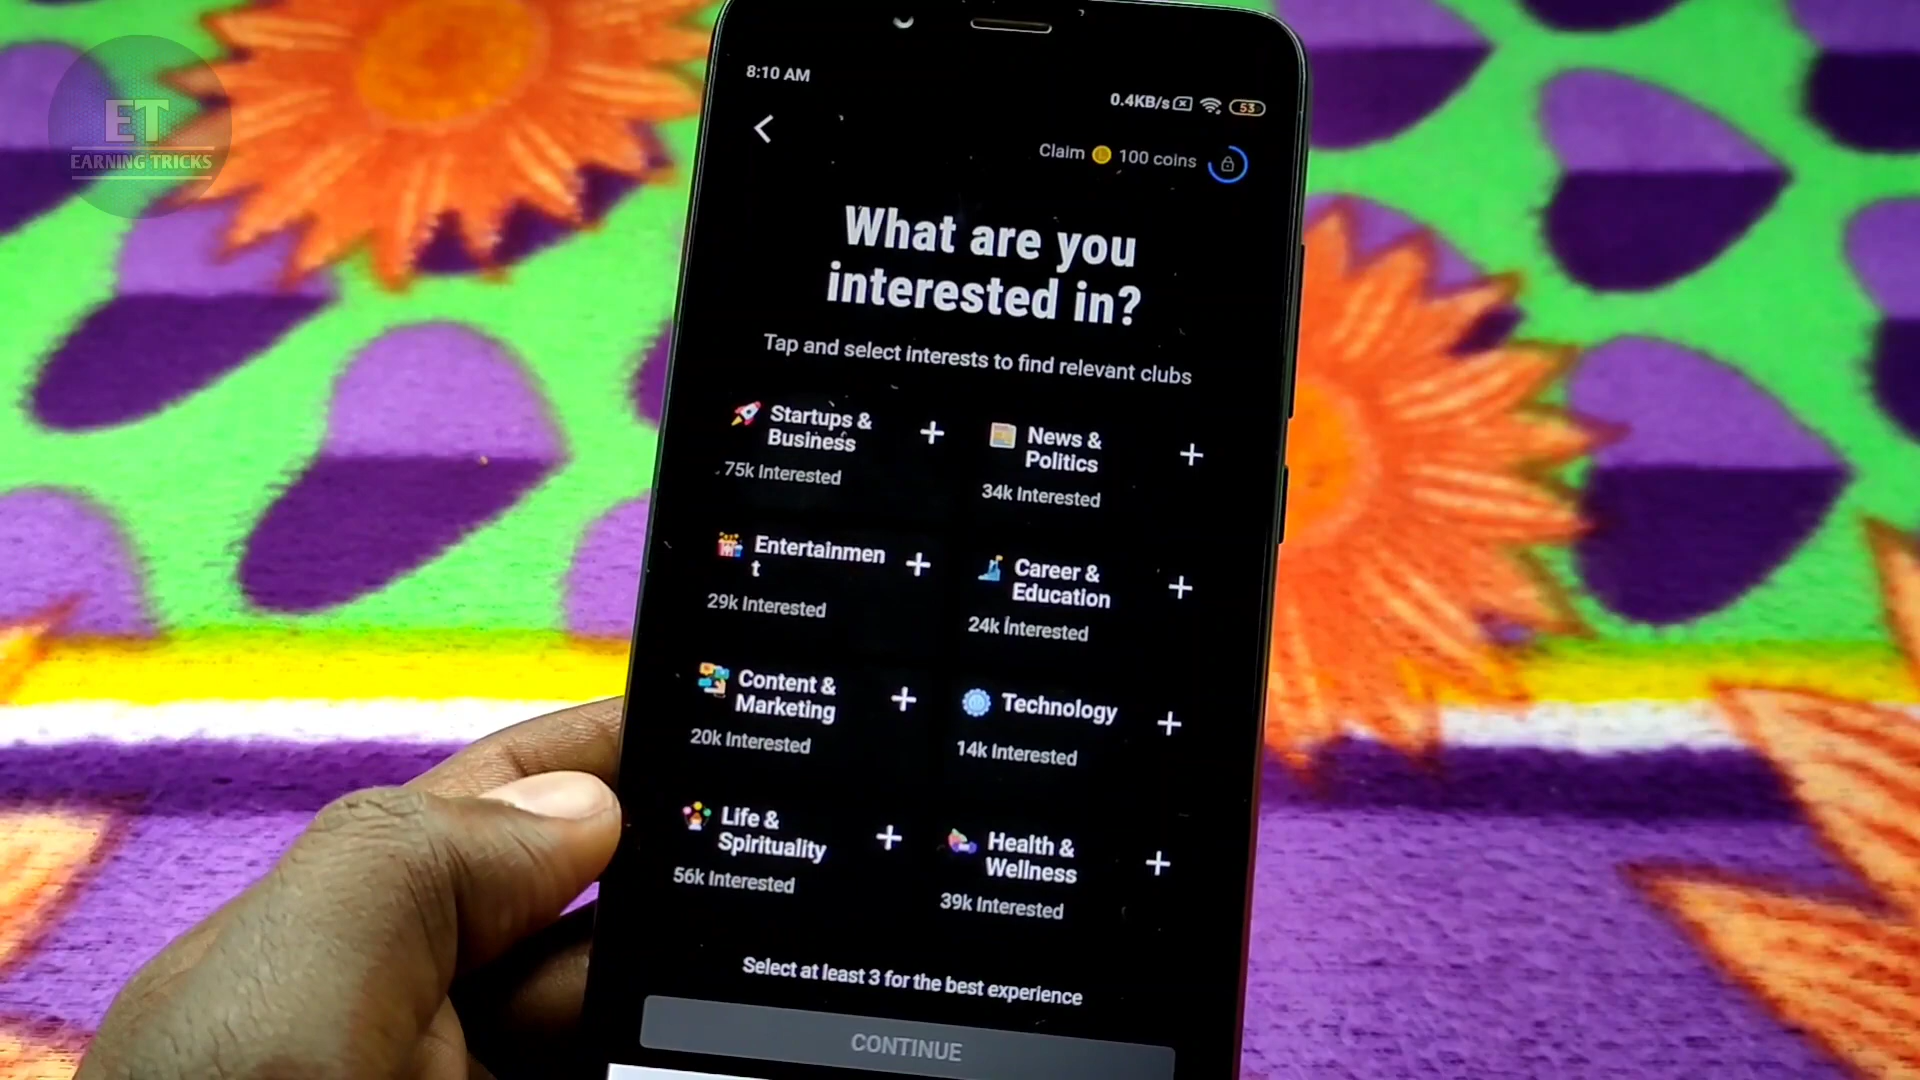 ET
EARNING TRICKS
8:10 AM
0.4KB/s 53
Claim 100 coins
What are you
interested in?
Tap and select interests to find relevant clubs
Startups &
Business
75k Interested
News &
Politics
34k Interested
Entertainmen
t
29k Interested
Career &
Education
24k Interested
Content &
Marketing
20k Interested
Technology
14k Interested
Life &
Spirituality
56k Interested
Health &
Wellness
39k Interested
Select at least 3 for the best experience
CONTINUE